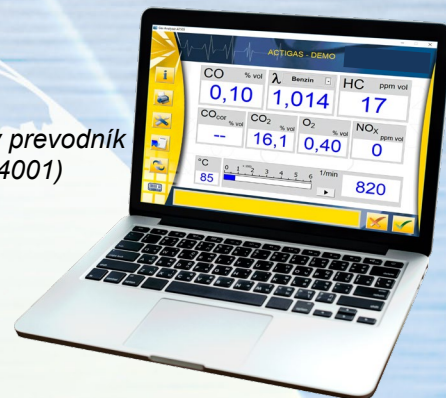 ACTIGAS - DEMO
CO % vol
0,10
λ Benzín
1,014
HC ppm vol
17
COcor % vol
--
CO2 % vol
16,1
O2 % vol
0,40
NOx ppm vol
0
prevodník
4001)
°C
85
0 1 2 3 4 5 6
1/min
820